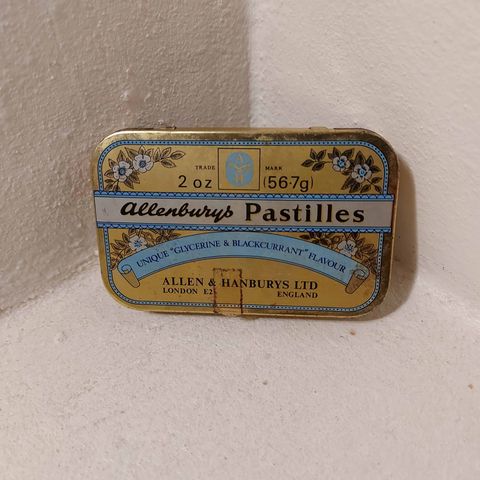 TRADE MARK
2 oz (56·7g)
Allenburys Pastilles
UNIQUE "GLYCERINE & BLACKCURRANT" FLAVOUR
ALLEN & HANBURYS LTD
LONDON E2 ENGLAND